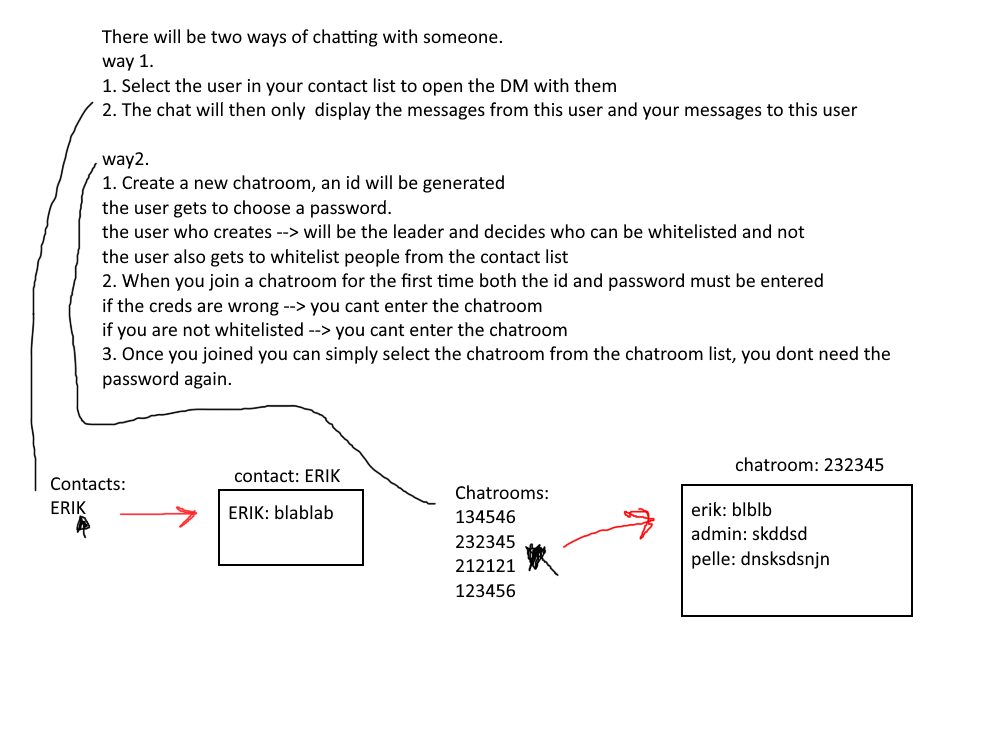 There will be two ways of chatting with someone.
way 1.
1. Select the user in your contact list to open the DM with them
2. The chat will then only  display the messages from this user and your messages to this user
way2.
1. Create a new chatroom, an id will be generated
the user gets to choose a password.
the user who creates --> will be the leader and decides who can be whitelisted and not
the user also gets to whitelist people from the contact list
2. When you join a chatroom for the first time both the id and password must be entered
if the creds are wrong --> you cant enter the chatroom
if you are not whitelisted --> you cant enter the chatroom
3. Once you joined you can simply select the chatroom from the chatroom list, you dont need the
password again.
Contacts:
ERIK
contact: ERIK
ERIK: blablab
Chatrooms:
134546
232345
212121
123456
chatroom: 232345
erik: blblb
admin: skddsd
pelle: dnsksdsnjn